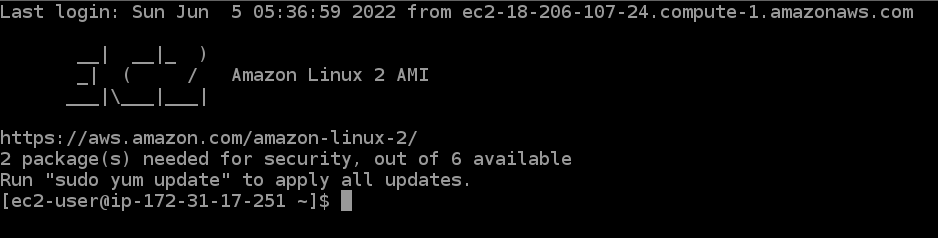 Last login: Sun Jun  5 05:36:59 2022 from ec2-18-206-107-24.compute-1.amazonaws.com

       __|  __|_  )
       _|  (     /   Amazon Linux 2 AMI
      ___|\___|___|

https://aws.amazon.com/amazon-linux-2/
2 package(s) needed for security, out of 6 available
Run "sudo yum update" to apply all updates.
[ec2-user@ip-172-31-17-251 ~]$